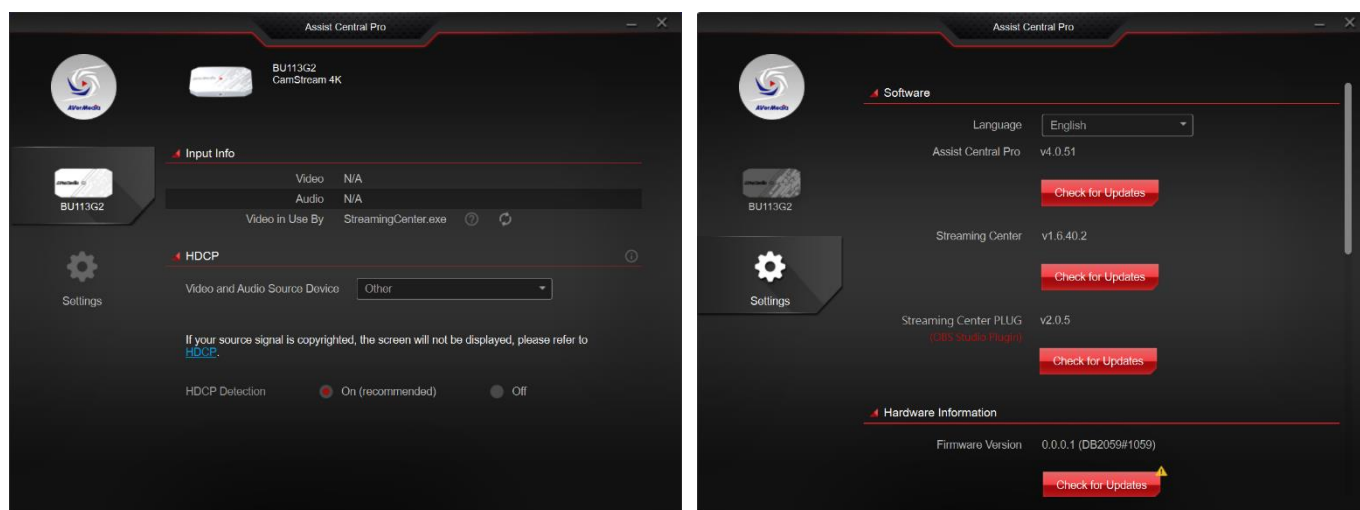 Assist Central Pro
AVerMedia
BU113G2
CamStream 4K
BU113G2
Settings
Input Info
Video N/A
Audio N/A
Video in Use By StreamingCenter.exe
HDCP
Video and Audio Source Device Other
If your source signal is copyrighted, the screen will not be displayed, please refer to
HDCP.
HDCP Detection On (recommended) Off
Assist Central Pro
AVerMedia
BU113G2
Settings
Software
Language English
Assist Central Pro v4.0.51
Check for Updates
Streaming Center v1.6.40.2
Check for Updates
Streaming Center PLUG v2.0.5
(OBS Studio Plugin)
Check for Updates
Hardware Information
Firmware Version 0.0.0.1 (DB2059#1059)
Check for Updates